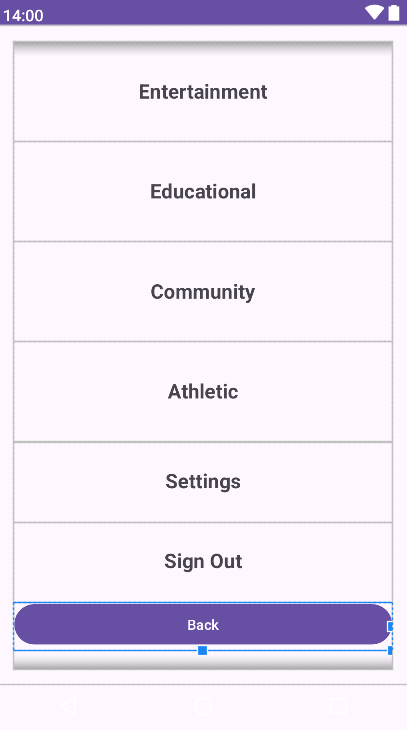 14:00
Entertainment
Educational
Community
Athletic
Settings
Sign Out
Back